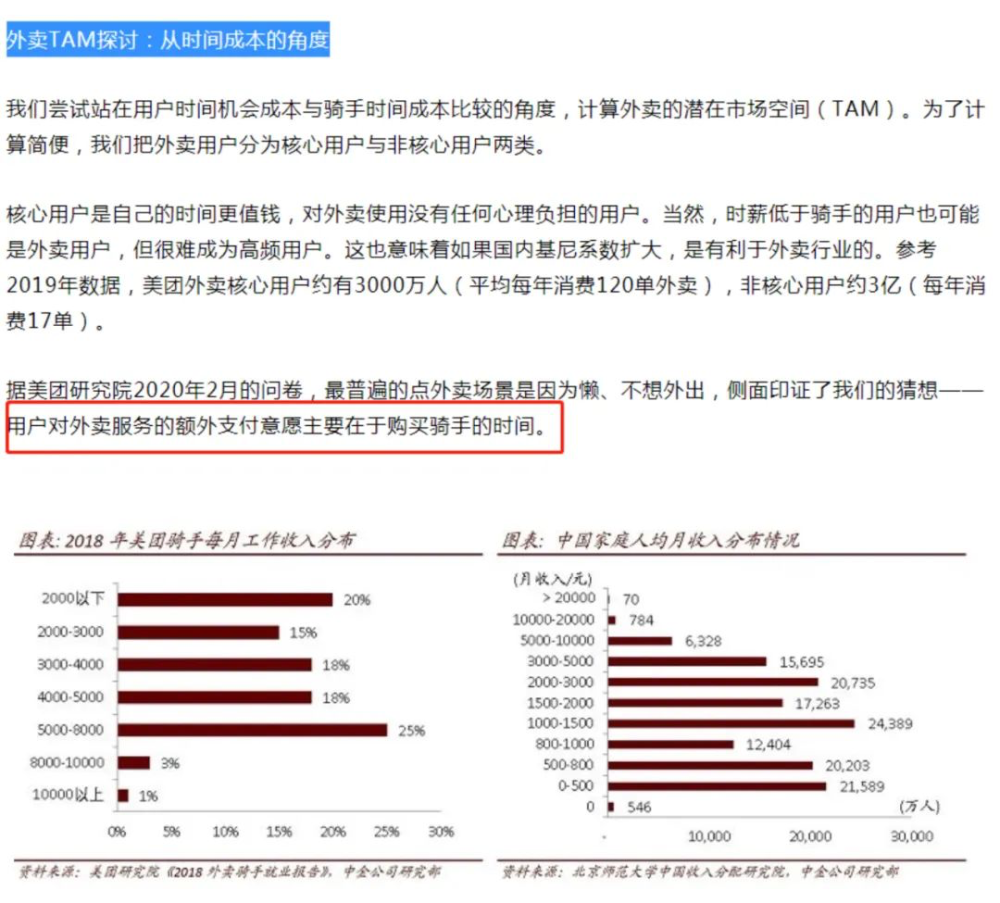 外卖TAM探讨：从时间成本的角度
我们尝试站在用户时间机会成本与骑手时间成本比较的角度，计算外卖的潜在市场空间（TAM）。为了计
算简便，我们把外卖用户分为核心用户与非核心用户两类。
核心用户是自己的时间更值钱，对外卖使用没有任何心理负担的用户。当然，时薪低于骑手的用户也可能
是外卖用户，但很难成为高频用户。这也意味着如果国内基尼系数扩大，是有利于外卖行业的。参考
2019年数据，美团外卖核心用户约有3000万人（平均每年消费120单外卖），非核心用户约3亿（每年消
费17单）。
据美团研究院2020年2月的问卷，最普遍的点外卖场景是因为懒、不想外出，侧面印证了我们的猜想——
用户对外卖服务的额外支付意愿主要在于购买骑手的时间。
图表: 2018 年美团骑手每月工作收入分布
2000以下 20%
2000-3000 15%
3000-4000 18%
4000-5000 18%
5000-8000 25%
8000-10000 3%
10000以上 1%
0% 5% 10% 15% 20% 25% 30%
资料来源：美团研究院《2018 外卖骑手就业报告》，中金公司研究部
图表: 中国家庭人均月收入分布情况
(月收入/元)
> 20000 70
10000-20000 784
5000-10000 6,328
3000-5000 15,695
2000-3000 20,735
1500-2000 17,263
1000-1500 24,389
800-1000 12,404
500-800 20,203
0-500 21,589
0 546
(万人)
- 10,000 20,000 30,000
资料来源：北京师范大学中国收入分配研究院，中金公司研究部